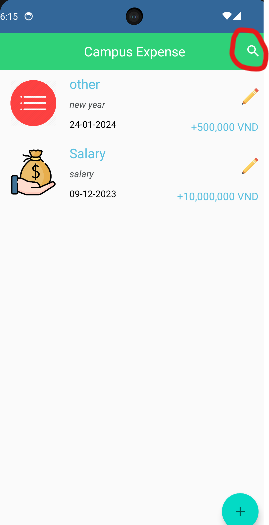 6:15
Campus Expense
other
new year
24-01-2024
+500,000 VND
Salary
salary
09-12-2023
+10,000,000 VND